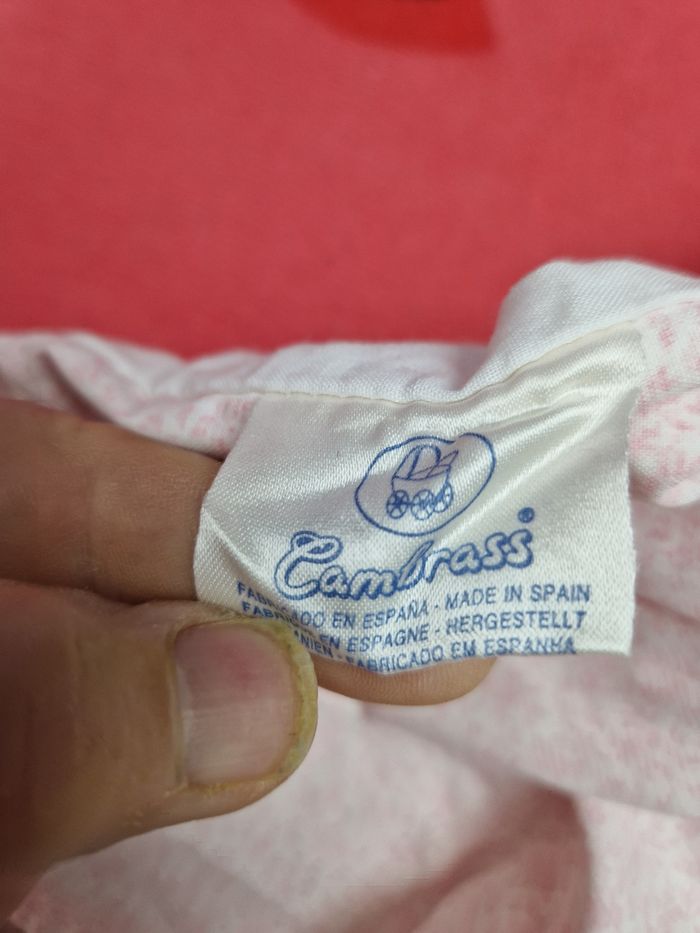 Cambrass®
FABRICADO EN ESPAÑA - MADE IN SPAIN
EN ESPAGNE - HERGESTELLT
FABRICADO EM ESPANHA